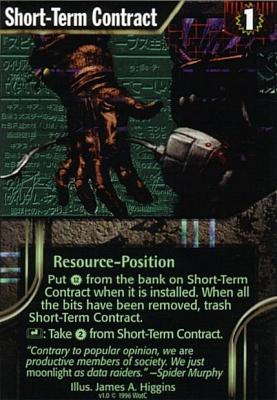 Short-Term Contract
1
Resource–Position
Put 12 from the bank on Short-Term
Contract when it is installed. When all
the bits have been removed, trash
Short-Term Contract.
: Take 2 from Short-Term Contract.
"Contrary to popular opinion, we are
productive members of society. We just
moonlight as data raiders." –Spider Murphy
Illus. James A. Higgins
v1.0 © 1996 WotC